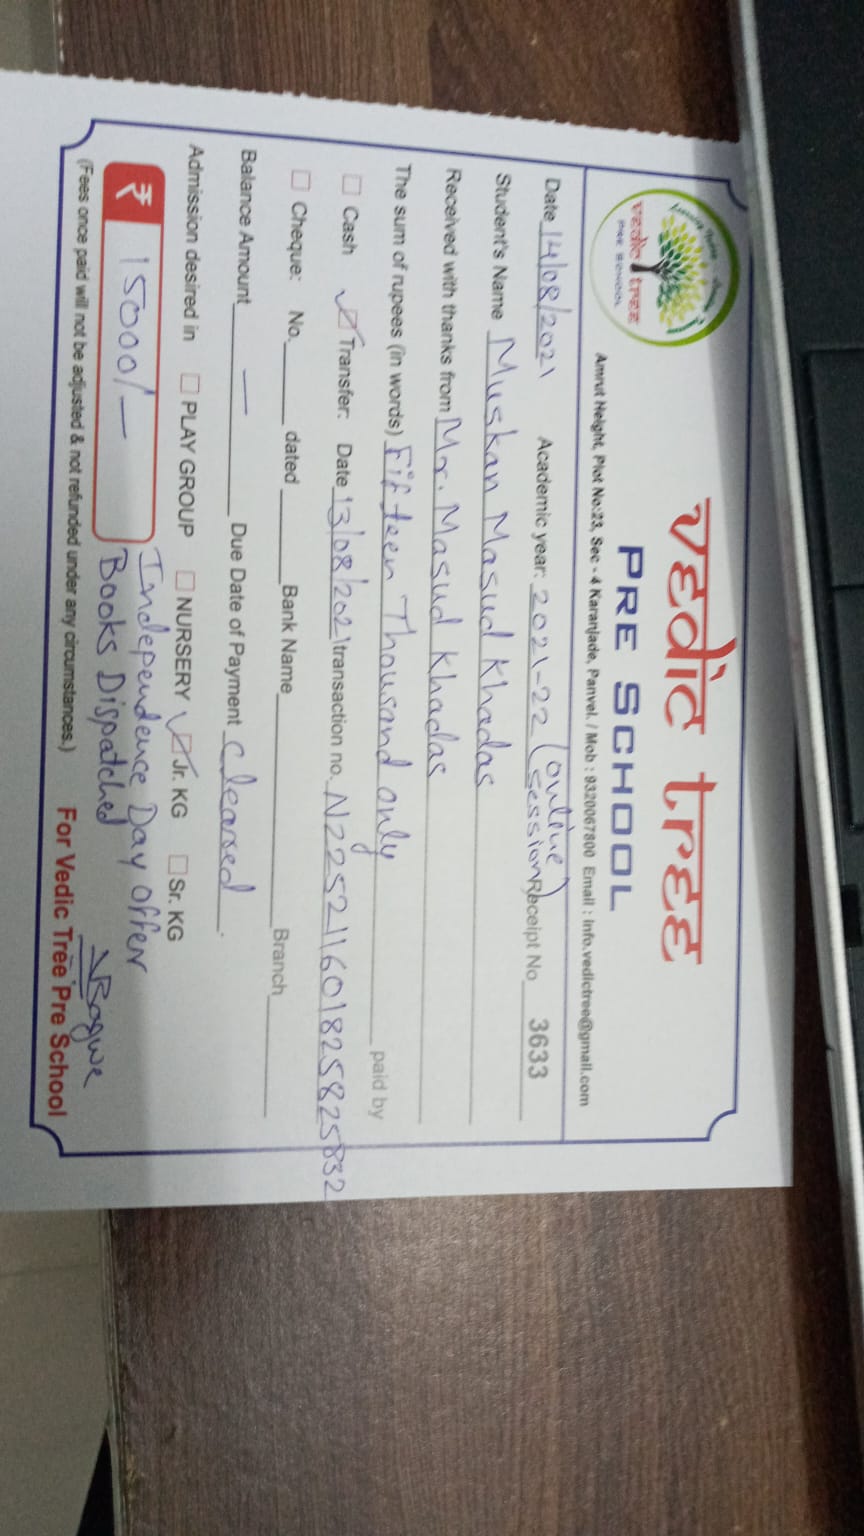 vedic tree
PRE SCHOOL
vedic tree
PRE SCHOOL
Amrut Height, Plot No:23, Sec - 4 Karanjade, Panvel. / Mob : 9320067800 Email : info.vedictree@gmail.com
Date 14/08/2021 Academic year: 2021-22 (online session) Receipt No 3633
Student's Name Muskan Masud Khadas
Received with thanks from Mr. Masud Khadas
The sum of rupees (in words) Fifteen Thousand only paid by
Cash Transfer: Date 13/08/2021 transaction no. N225211601825825832
Cheque: No. dated Bank Name Branch
Balance Amount — Due Date of Payment cleared.
Admission desired in PLAY GROUP NURSERY Jr. KG Sr. KG
₹ 15000/- Independence Day offer
Books Dispatched
(Fees once paid will not be adjusted & not refunded under any circumstances.) For Vedic Tree Pre School